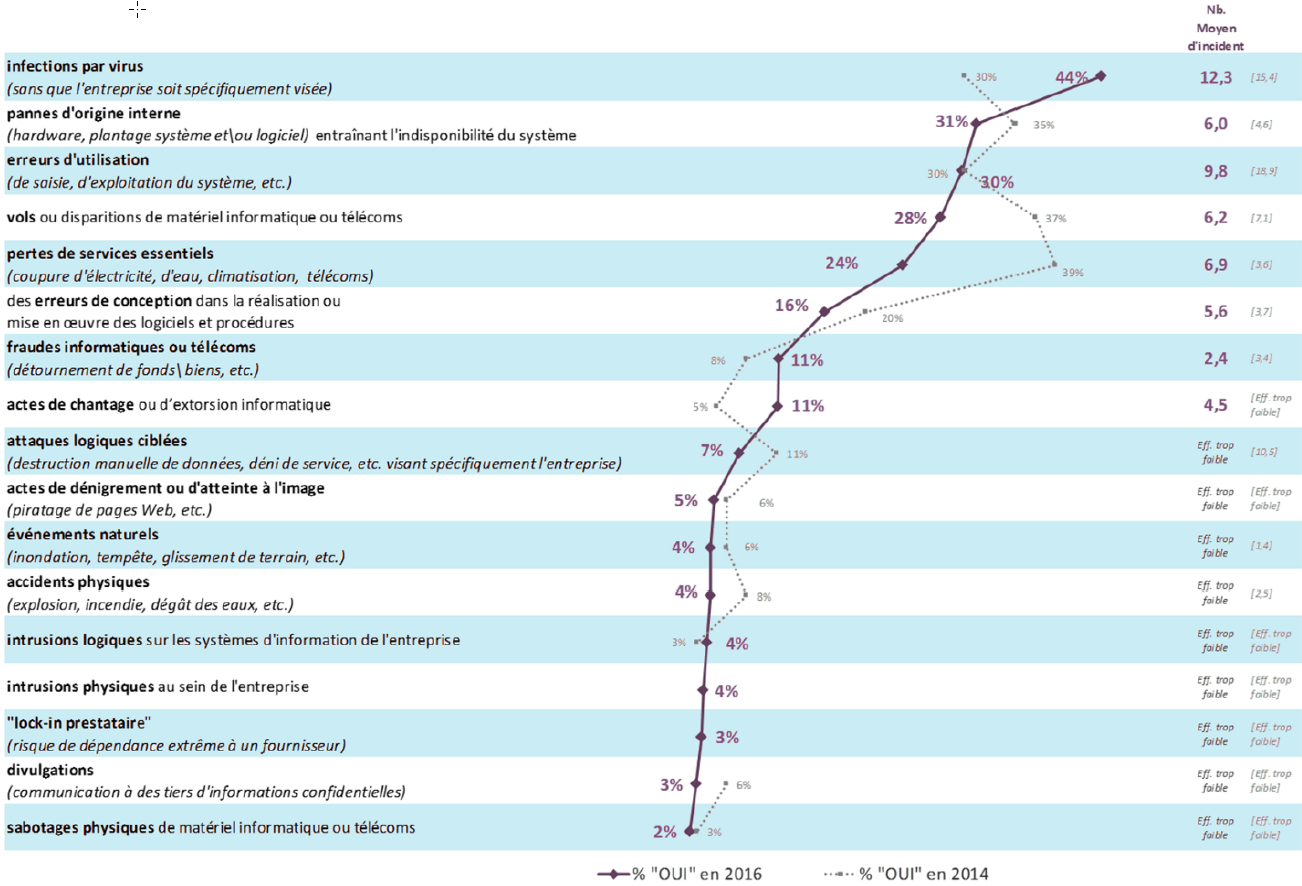 Nb.
Moyen
d'incident
infections par virus
(sans que l'entreprise soit spécifiquement visée)
30% 44% 12,3 [15,4]
pannes d'origine interne
(hardware, plantage système et\ou logiciel) entraînant l'indisponibilité du système
31% 35% 6,0 [4,6]
erreurs d'utilisation
(de saisie, d'exploitation du système, etc.)
30% 30% 9,8 [18,9]
vols ou disparitions de matériel informatique ou télécoms
28% 37% 6,2 [7,1]
pertes de services essentiels
(coupure d'électricité, d'eau, climatisation, télécoms)
24% 39% 6,9 [3,6]
des erreurs de conception dans la réalisation ou
mise en œuvre des logiciels et procédures
16% 20% 5,6 [3,7]
fraudes informatiques ou télécoms
(détournement de fonds\ biens, etc.)
8% 11% 2,4 [3,4]
actes de chantage ou d'extorsion informatique
5% 11% 4,5 [Eff. trop
faible]
attaques logiques ciblées
(destruction manuelle de données, déni de service, etc. visant spécifiquement l'entreprise)
7% 11% Eff. trop
faible [10,5]
actes de dénigrement ou d'atteinte à l'image
(piratage de pages Web, etc.)
5% 6% Eff. trop [Eff. trop
faible faible]
événements naturels
(inondation, tempête, glissement de terrain, etc.)
4% 6% Eff. trop
faible [1,4]
accidents physiques
(explosion, incendie, dégât des eaux, etc.)
4% 8% Eff. trop
faible [2,5]
intrusions logiques sur les systèmes d'information de l'entreprise
3% 4% Eff. trop [Eff. trop
faible faible]
intrusions physiques au sein de l'entreprise
4% Eff. trop [Eff. trop
faible faible]
"lock-in prestataire"
(risque de dépendance extrême à un fournisseur)
3% Eff. trop [Eff. trop
faible faible]
divulgations
(communication à des tiers d'informations confidentielles)
3% 6% Eff. trop [Eff. trop
faible faible]
sabotages physiques de matériel informatique ou télécoms
2% 3% Eff. trop [Eff. trop
faible faible]
% "OUI" en 2016 % "OUI" en 2014